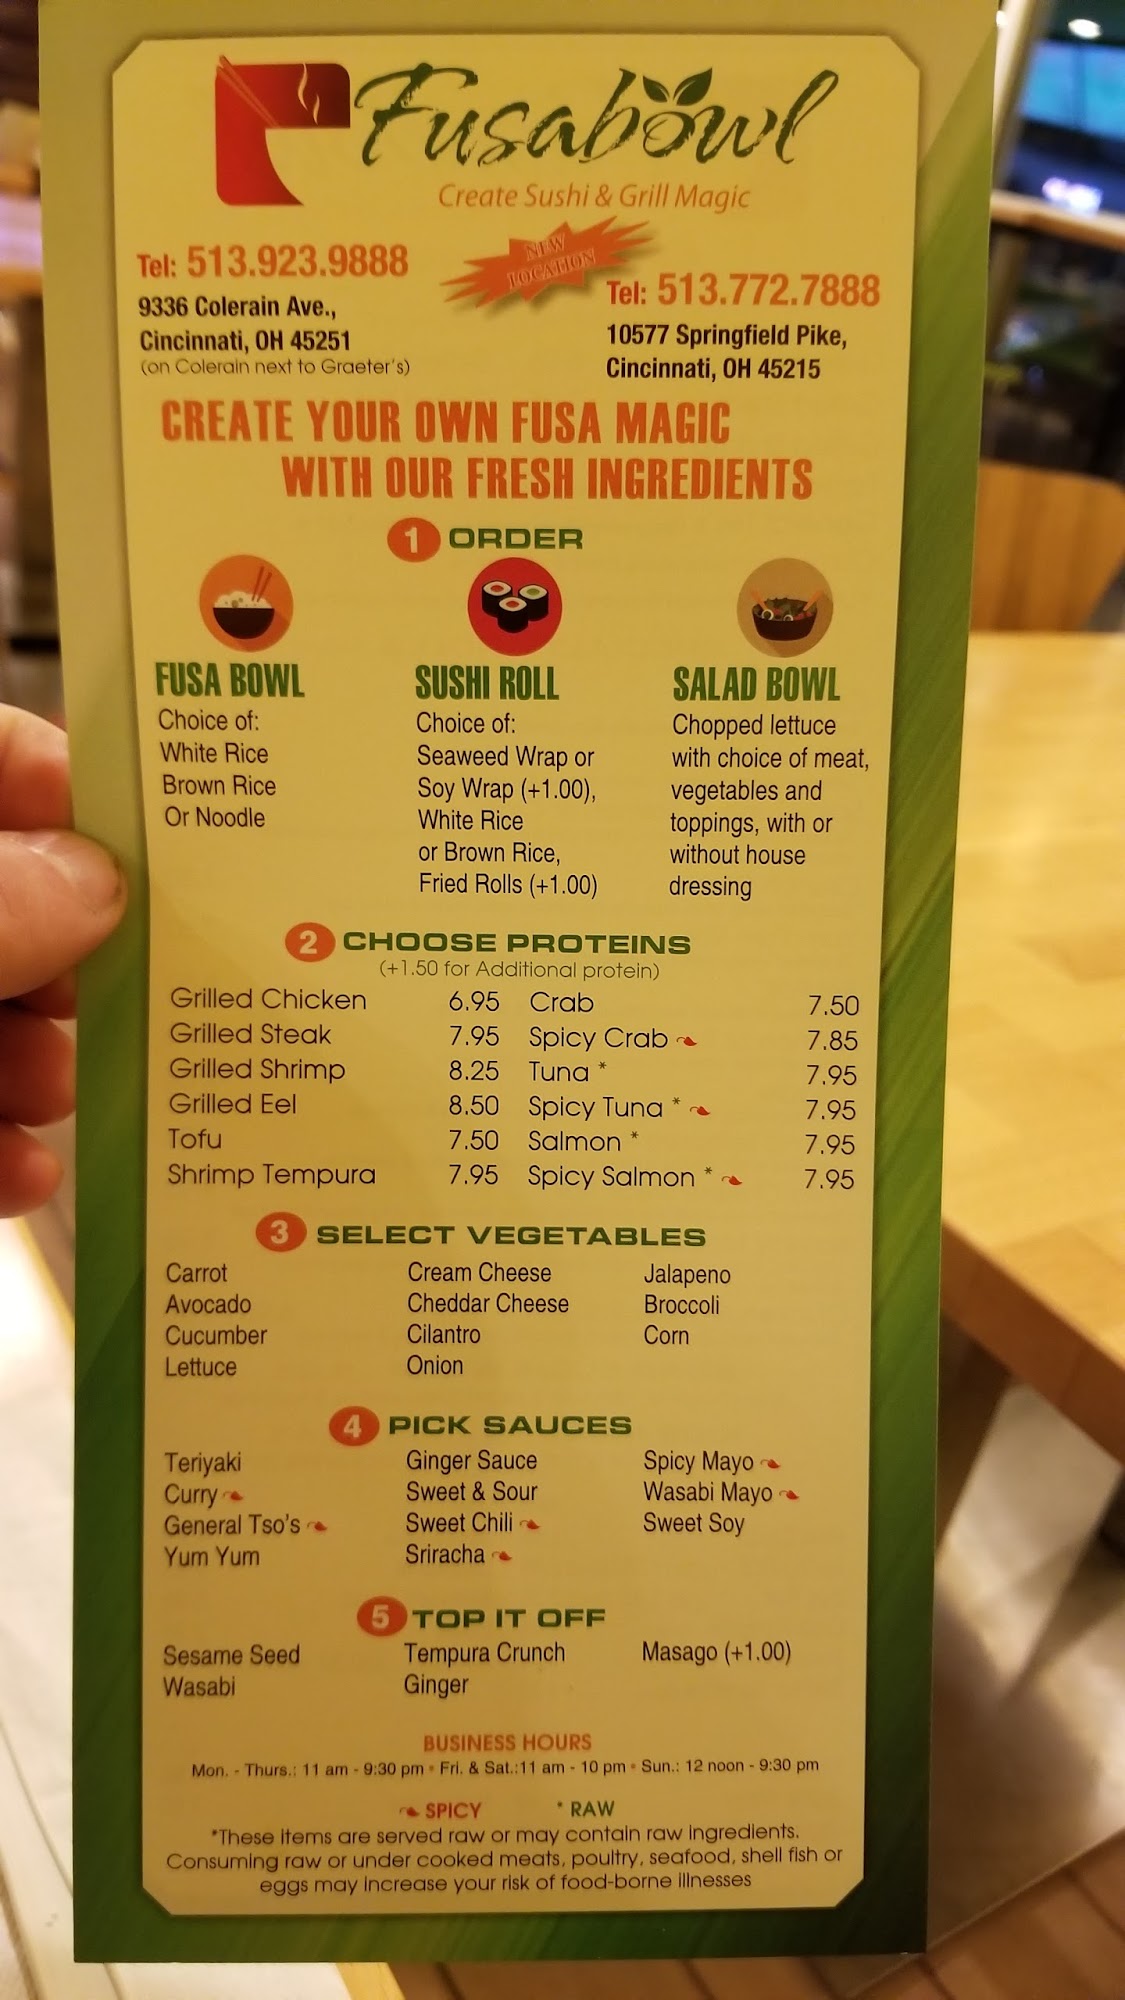 Fusabowl
Create Sushi & Grill Magic
NEW
LOCATION
Tel: 513.923.9888
9336 Colerain Ave.,
Cincinnati, OH 45251
(on Colerain next to Graeter's)
Tel: 513.772.7888
10577 Springfield Pike,
Cincinnati, OH 45215
CREATE YOUR OWN FUSA MAGIC
WITH OUR FRESH INGREDIENTS
1 ORDER
FUSA BOWL
Choice of:
White Rice
Brown Rice
Or Noodle
SUSHI ROLL
Choice of:
Seaweed Wrap or
Soy Wrap (+1.00),
White Rice
or Brown Rice,
Fried Rolls (+1.00)
SALAD BOWL
Chopped lettuce
with choice of meat,
vegetables and
toppings, with or
without house
dressing
2 CHOOSE PROTEINS
(+1.50 for Additional protein)
Grilled Chicken 6.95
Grilled Steak 7.95
Grilled Shrimp 8.25
Grilled Eel 8.50
Tofu 7.50
Shrimp Tempura 7.95
Crab 7.50
Spicy Crab 7.85
Tuna * 7.95
Spicy Tuna * 7.95
Salmon * 7.95
Spicy Salmon * 7.95
3 SELECT VEGETABLES
Carrot
Avocado
Cucumber
Lettuce
Cream Cheese
Cheddar Cheese
Cilantro
Onion
Jalapeno
Broccoli
Corn
4 PICK SAUCES
Teriyaki
Curry
General Tso's
Yum Yum
Ginger Sauce
Sweet & Sour
Sweet Chili
Sriracha
Spicy Mayo
Wasabi Mayo
Sweet Soy
5 TOP IT OFF
Sesame Seed
Wasabi
Tempura Crunch
Ginger
Masago (+1.00)
BUSINESS HOURS
Mon. - Thurs.: 11 am - 9:30 pm • Fri. & Sat.:11 am - 10 pm • Sun.: 12 noon - 9:30 pm
SPICY * RAW
*These items are served raw or may contain raw ingredients.
Consuming raw or under cooked meats, poultry, seafood, shell fish or
eggs may increase your risk of food-borne illnesses